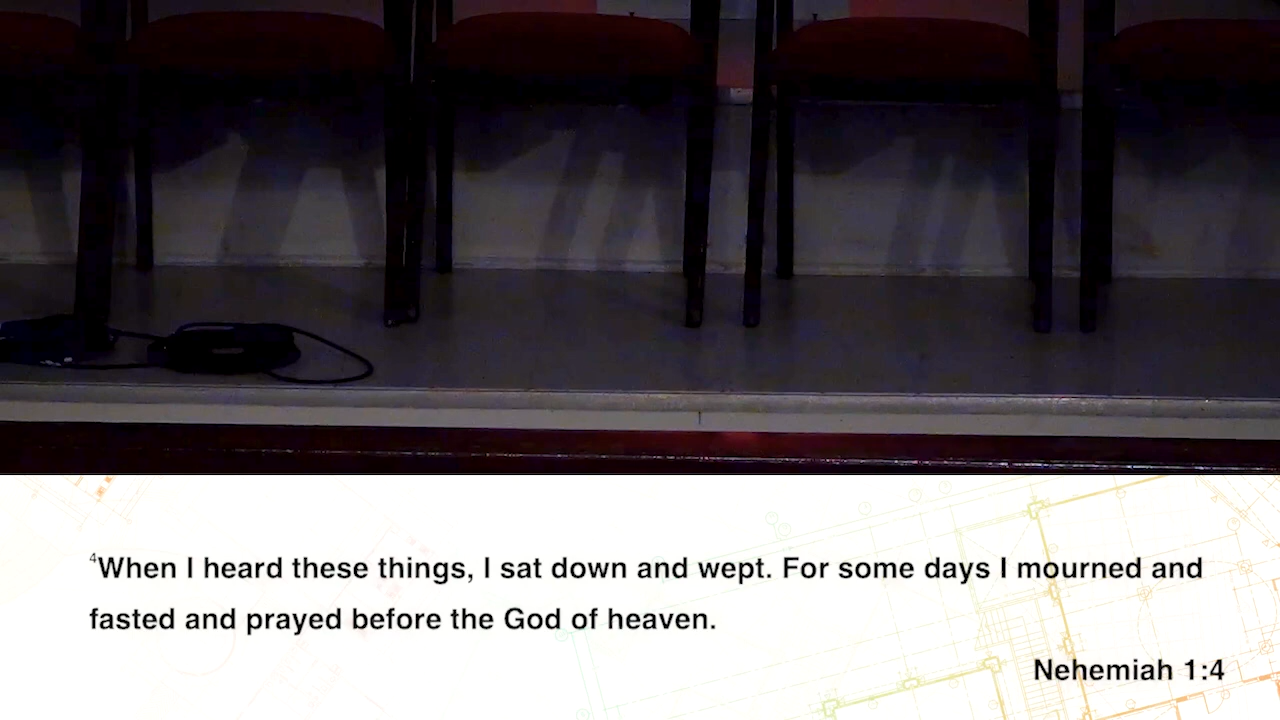 ⁴When I heard these things, I sat down and wept. For some days I mourned and
fasted and prayed before the God of heaven.
Nehemiah 1:4